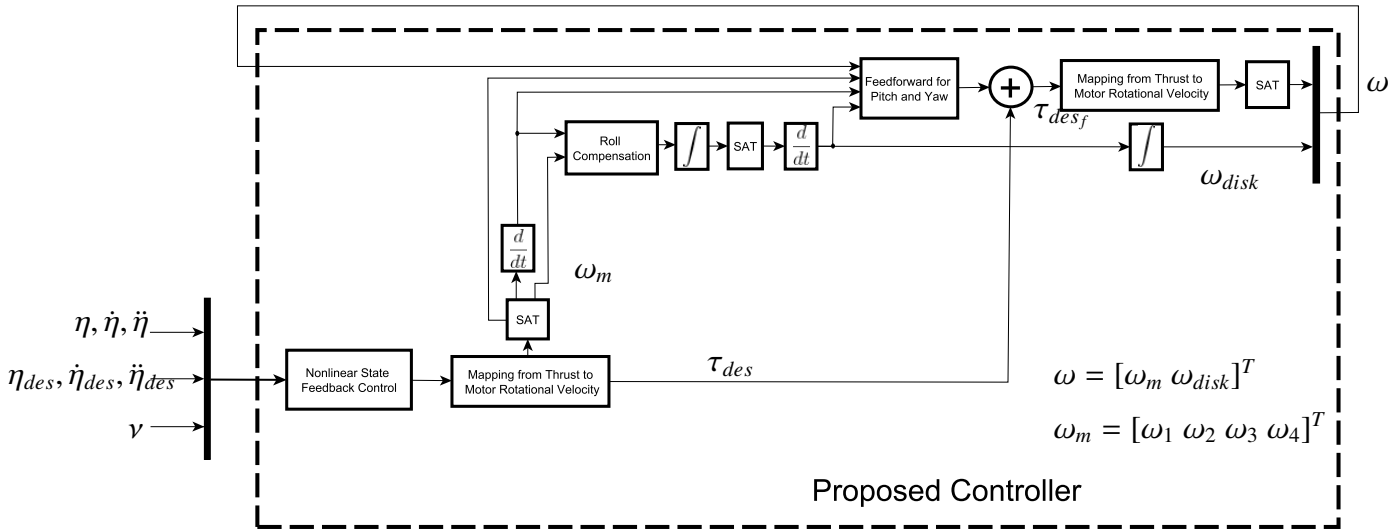 Feedforward for
Pitch and Yaw
+
Mapping from Thrust to
Motor Rotational Velocity
SAT
ω
τ_{des_f}
Roll
Compensation
∫
SAT
d/dt
∫
ω_{disk}
d/dt
ω_m
SAT
η, η̇, η̈
η_{des}, η̇_{des}, η̈_{des}
ν
Nonlinear State
Feedback Control
Mapping from Thrust to
Motor Rotational Velocity
τ_{des}
ω = [ω_m ω_{disk}]^T
ω_m = [ω_1 ω_2 ω_3 ω_4]^T
Proposed Controller